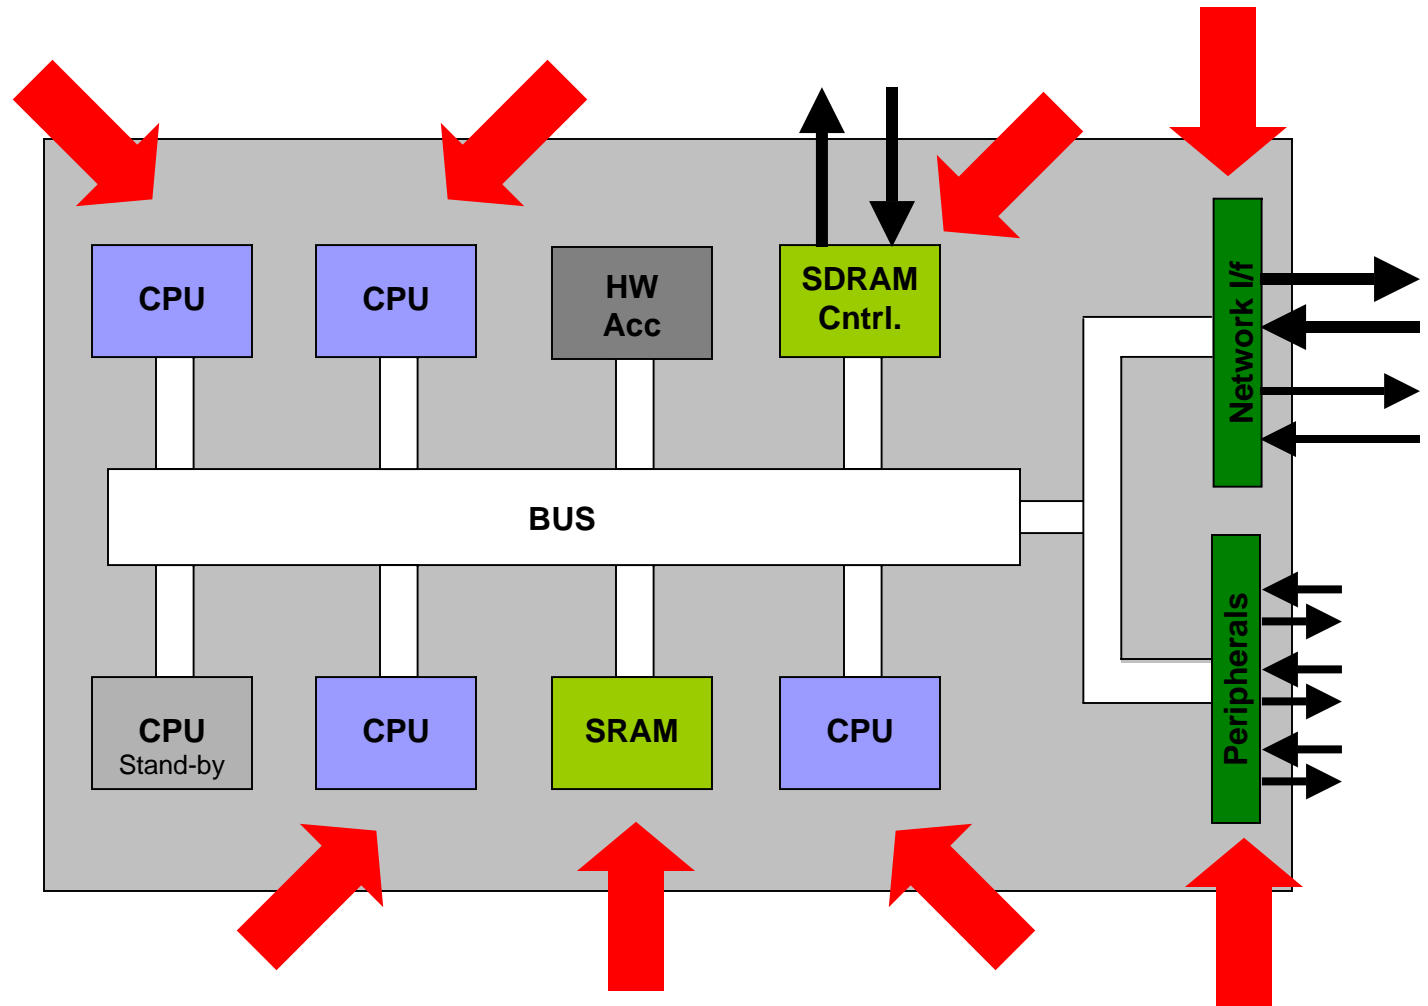 CPU
CPU
HW
Acc
SDRAM
Cntrl.
Network I/f
BUS
CPU
Stand-by
CPU
SRAM
CPU
Peripherals